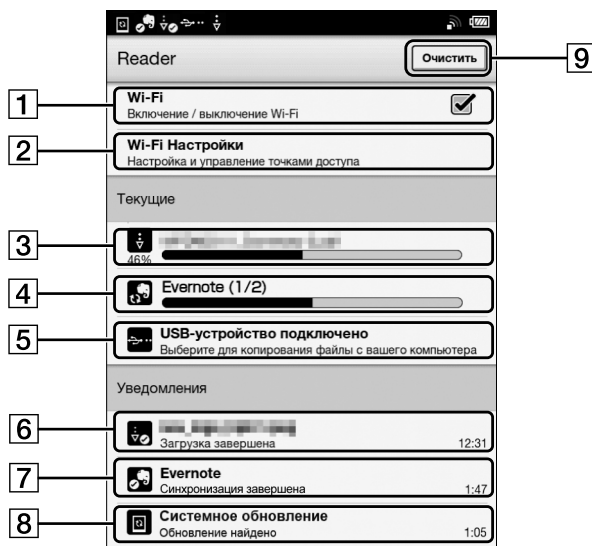 Reader
Очистить
9
1
Wi-Fi
Включение / выключение Wi-Fi
2
Wi-Fi Настройки
Настройка и управление точками доступа
Текущие
3
46%
4
Evernote (1/2)
5
USB-устройство подключено
Выберите для копирования файлы с вашего компьютера
Уведомления
6
Загрузка завершена 12:31
7
Evernote
Синхронизация завершена 1:47
8
Системное обновление
Обновление найдено 1:05